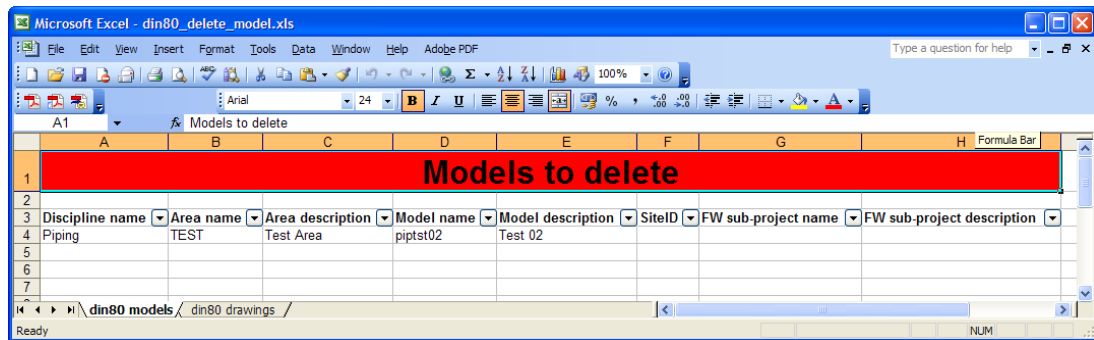 Microsoft Excel - din80_delete_model.xls
File Edit View Insert Format Tools Data Window Help Adobe PDF Type a question for help
100%
Arial 24 B I U % , A
A1 fx Models to delete
A B C D E F G H Formula Bar
1 Models to delete
2
3 Discipline name Area name Area description Model name Model description SiteID FW sub-project name FW sub-project description
4 Piping TEST Test Area piptst02 Test 02
5
6
7
din80 models din80 drawings
Ready NUM